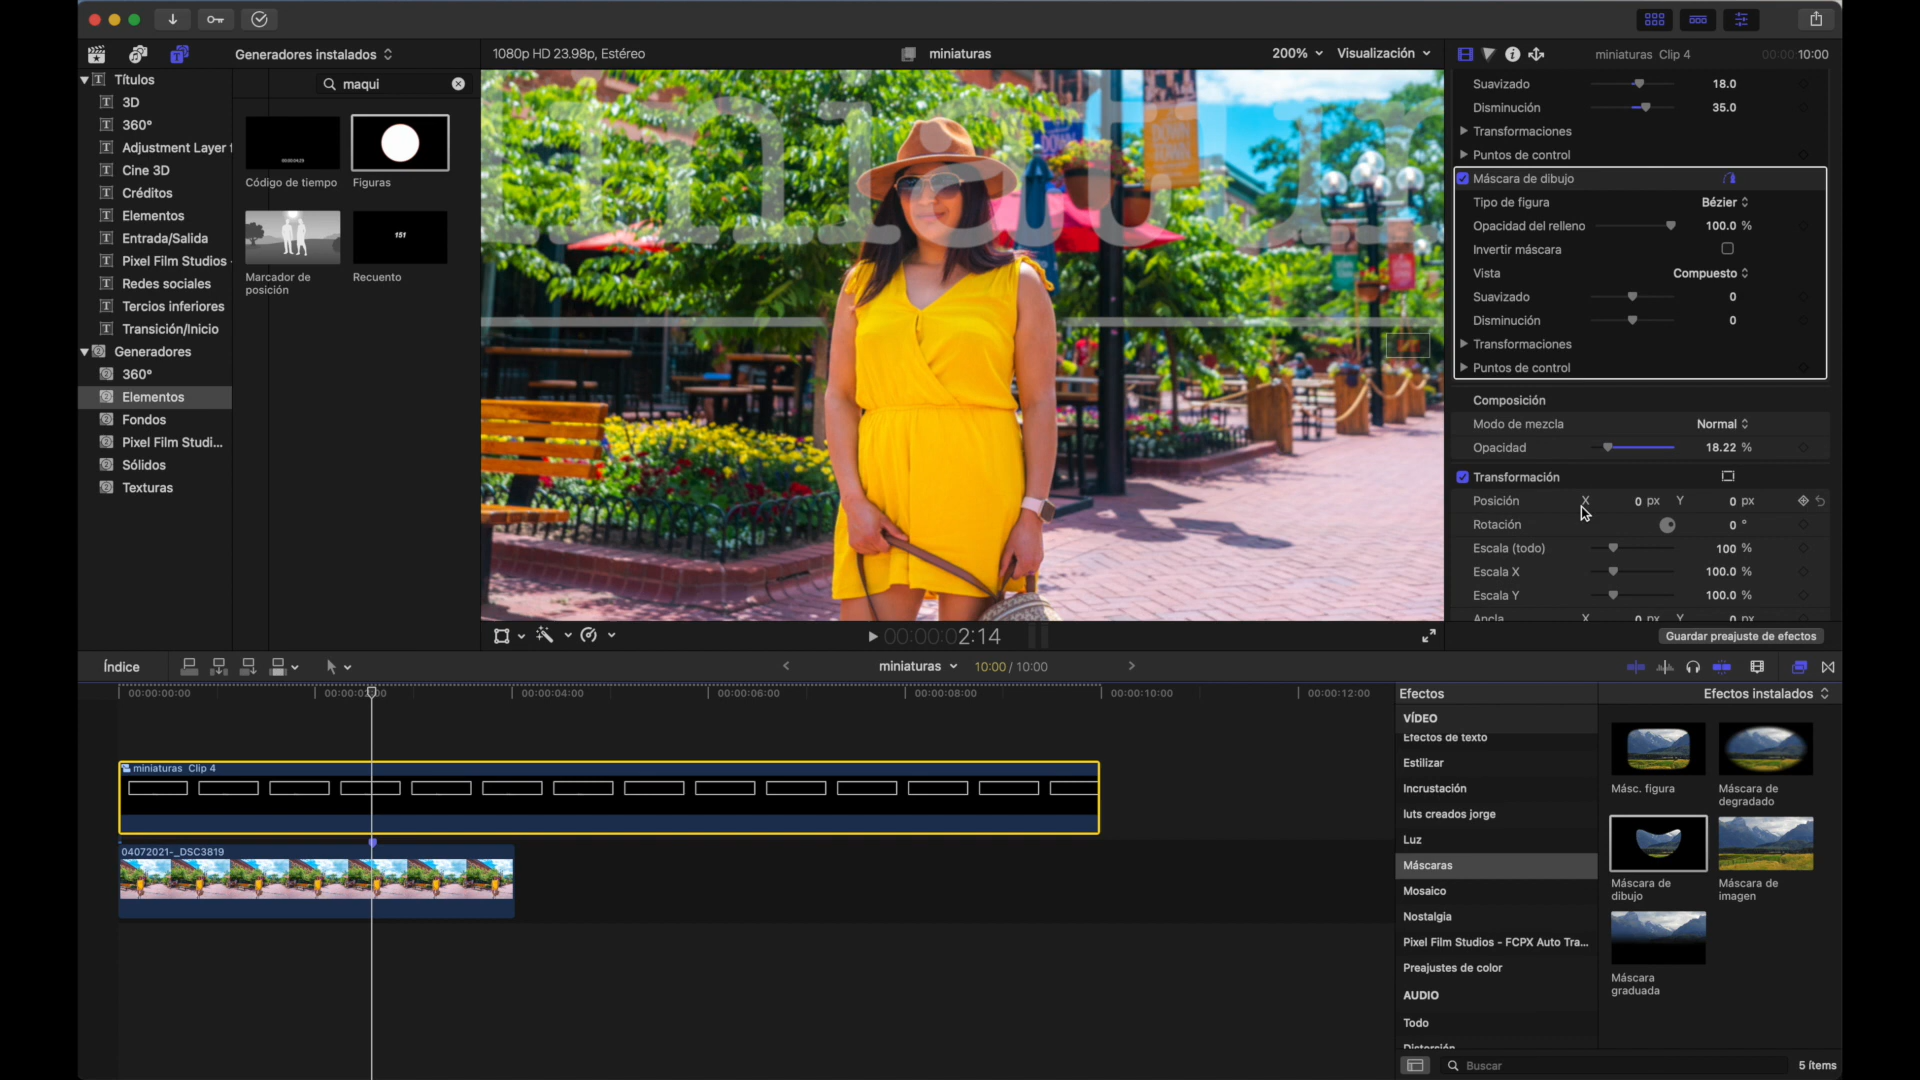 Generadores instalados
1080p HD 23.98p, Estéreo
miniaturas
200%
Visualización
miniaturas Clip 4
00:00:10:00
Títulos
3D
360°
Adjustment Layer f
Cine 3D
Créditos
Elementos
Entrada/Salida
Pixel Film Studios -
Redes sociales
Tercios inferiores
Transición/Inicio
Generadores
360°
Elementos
Fondos
Pixel Film Studi...
Sólidos
Texturas
maqui
Código de tiempo
Figuras
151
Marcador de
posición
Recuento
miniatur
Suavizado 18.0
Disminución 35.0
Transformaciones
Puntos de control
Máscara de dibujo
Tipo de figura Bézier
Opacidad del relleno 100.0 %
Invertir máscara
Vista Compuesto
Suavizado 0
Disminución 0
Transformaciones
Puntos de control
Composición
Modo de mezcla Normal
Opacidad 18.22 %
Transformación
Posición X 0 px Y 0 px
Rotación 0 °
Escala (todo) 100 %
Escala X 100.0 %
Escala Y 100.0 %
Ancla X 0 px Y 0 px
Guardar preajuste de efectos
00:00:02:14
Índice
miniaturas
10:00 / 10:00
00:00:00:00
00:00:04:00
00:00:06:00
00:00:08:00
00:00:10:00
00:00:12:00
miniaturas Clip 4
04072021-_DSC3819
Efectos
Efectos instalados
VÍDEO
Efectos de texto
Estilizar
Incrustación
luts creados jorge
Luz
Máscaras
Mosaico
Nostalgia
Pixel Film Studios - FCPX Auto Tra...
Preajustes de color
AUDIO
Todo
Distorsión
Másc. figura
Máscara de
degradado
Máscara de
dibujo
Máscara de
imagen
Máscara
graduada
Buscar
5 ítems